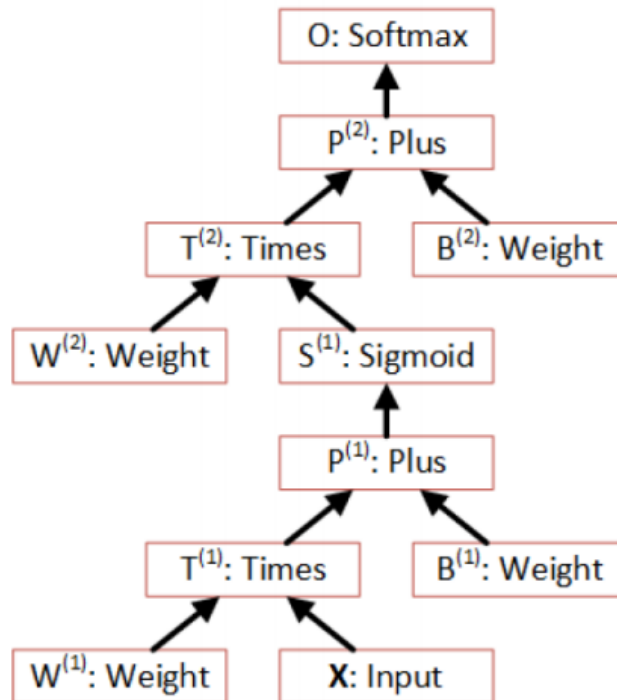 O: Softmax
P(2): Plus
T(2): Times
B(2): Weight
W(2): Weight
S(1): Sigmoid
P(1): Plus
T(1): Times
B(1): Weight
W(1): Weight
X: Input